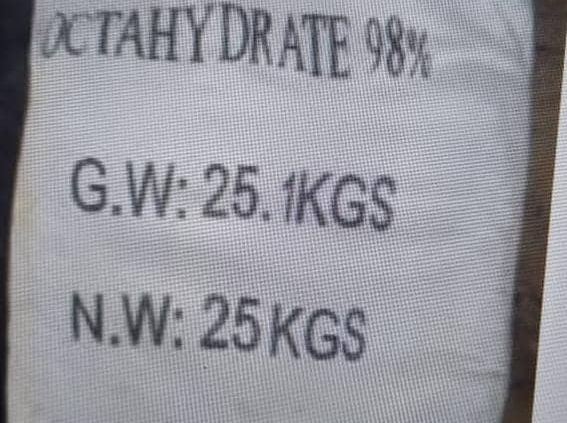 OCTAHYDRATE 98%
G.W: 25.1KGS
N.W: 25KGS